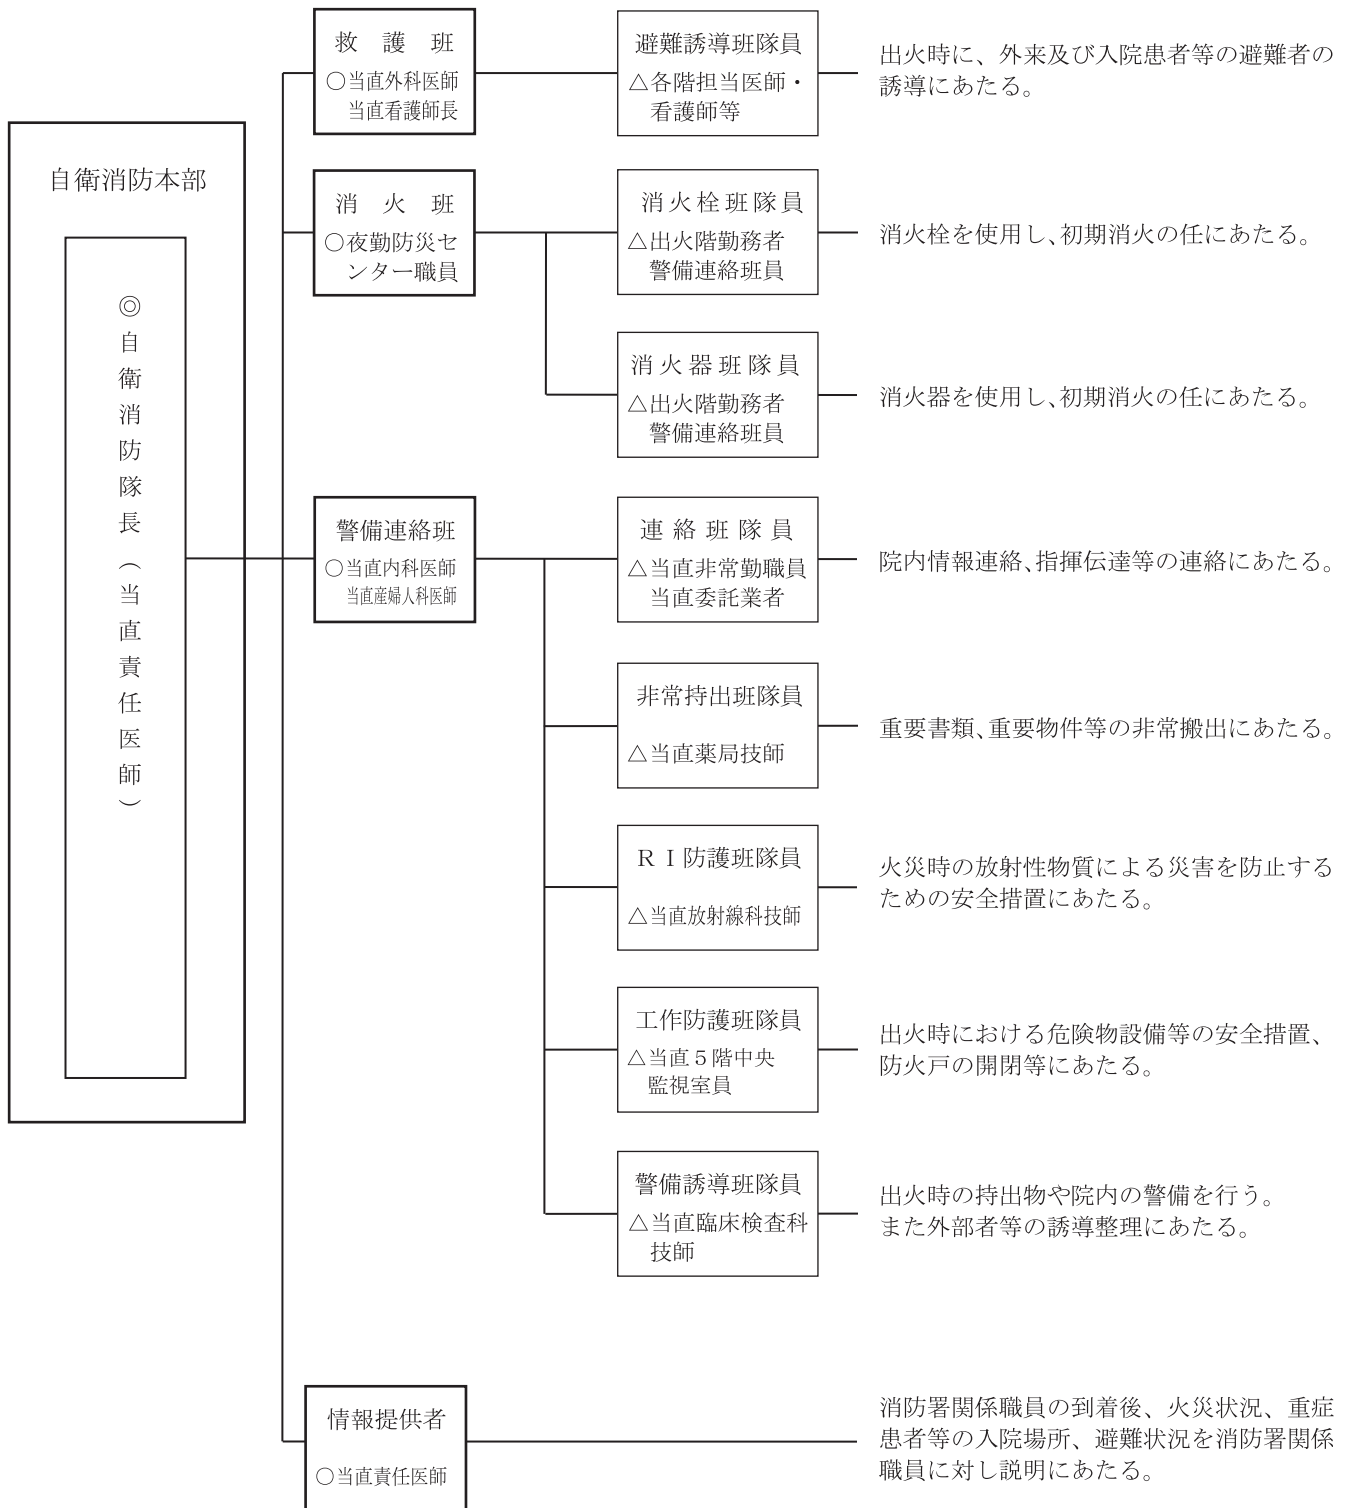 自衛消防本部
◎自衛消防隊長（当直責任医師）
救護班
○当直外科医師
当直看護師長
避難誘導班隊員
△各階担当医師・
看護師等
出火時に、外来及び入院患者等の避難者の
誘導にあたる。
消火班
○夜勤防災セ
ンター職員
消火栓班隊員
△出火階勤務者
警備連絡班員
消火栓を使用し、初期消火の任にあたる。
消火器班隊員
△出火階勤務者
警備連絡班員
消火器を使用し、初期消火の任にあたる。
警備連絡班
○当直内科医師
当直産婦人科医師
連絡班隊員
△当直非常勤職員
当直委託業者
院内情報連絡、指揮伝達等の連絡にあたる。
非常持出班隊員
△当直薬局技師
重要書類、重要物件等の非常搬出にあたる。
ＲＩ防護班隊員
△当直放射線科技師
火災時の放射性物質による災害を防止する
ための安全措置にあたる。
工作防護班隊員
△当直５階中央
監視室員
出火時における危険物設備等の安全措置、
防火戸の開閉等にあたる。
警備誘導班隊員
△当直臨床検査科
技師
出火時の持出物や院内の警備を行う。
また外部者等の誘導整理にあたる。
情報提供者
○当直責任医師
消防署関係職員の到着後、火災状況、重症
患者等の入院場所、避難状況を消防署関係
職員に対し説明にあたる。